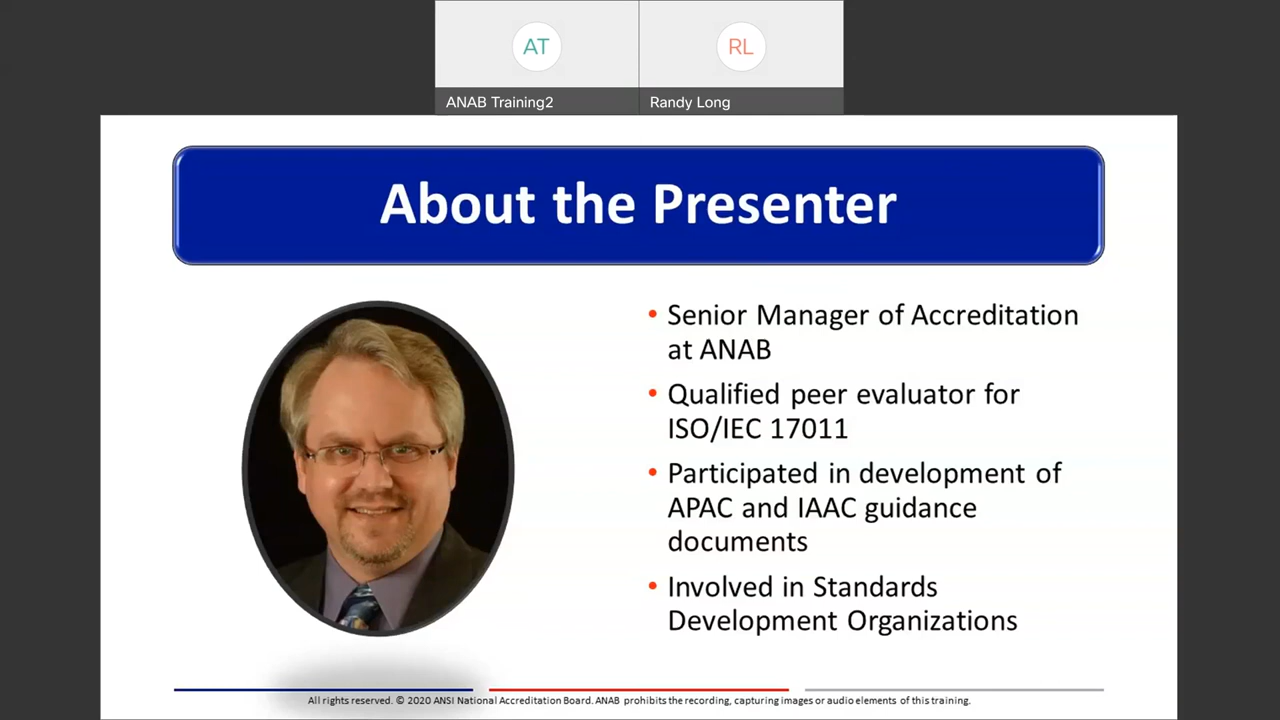 AT
RL
ANAB Training2
Randy Long
About the Presenter
• Senior Manager of Accreditation
at ANAB
• Qualified peer evaluator for
ISO/IEC 17011
• Participated in development of
APAC and IAAC guidance
documents
• Involved in Standards
Development Organizations
All rights reserved. © 2020 ANSI National Accreditation Board. ANAB prohibits the recording, capturing images or audio elements of this training.